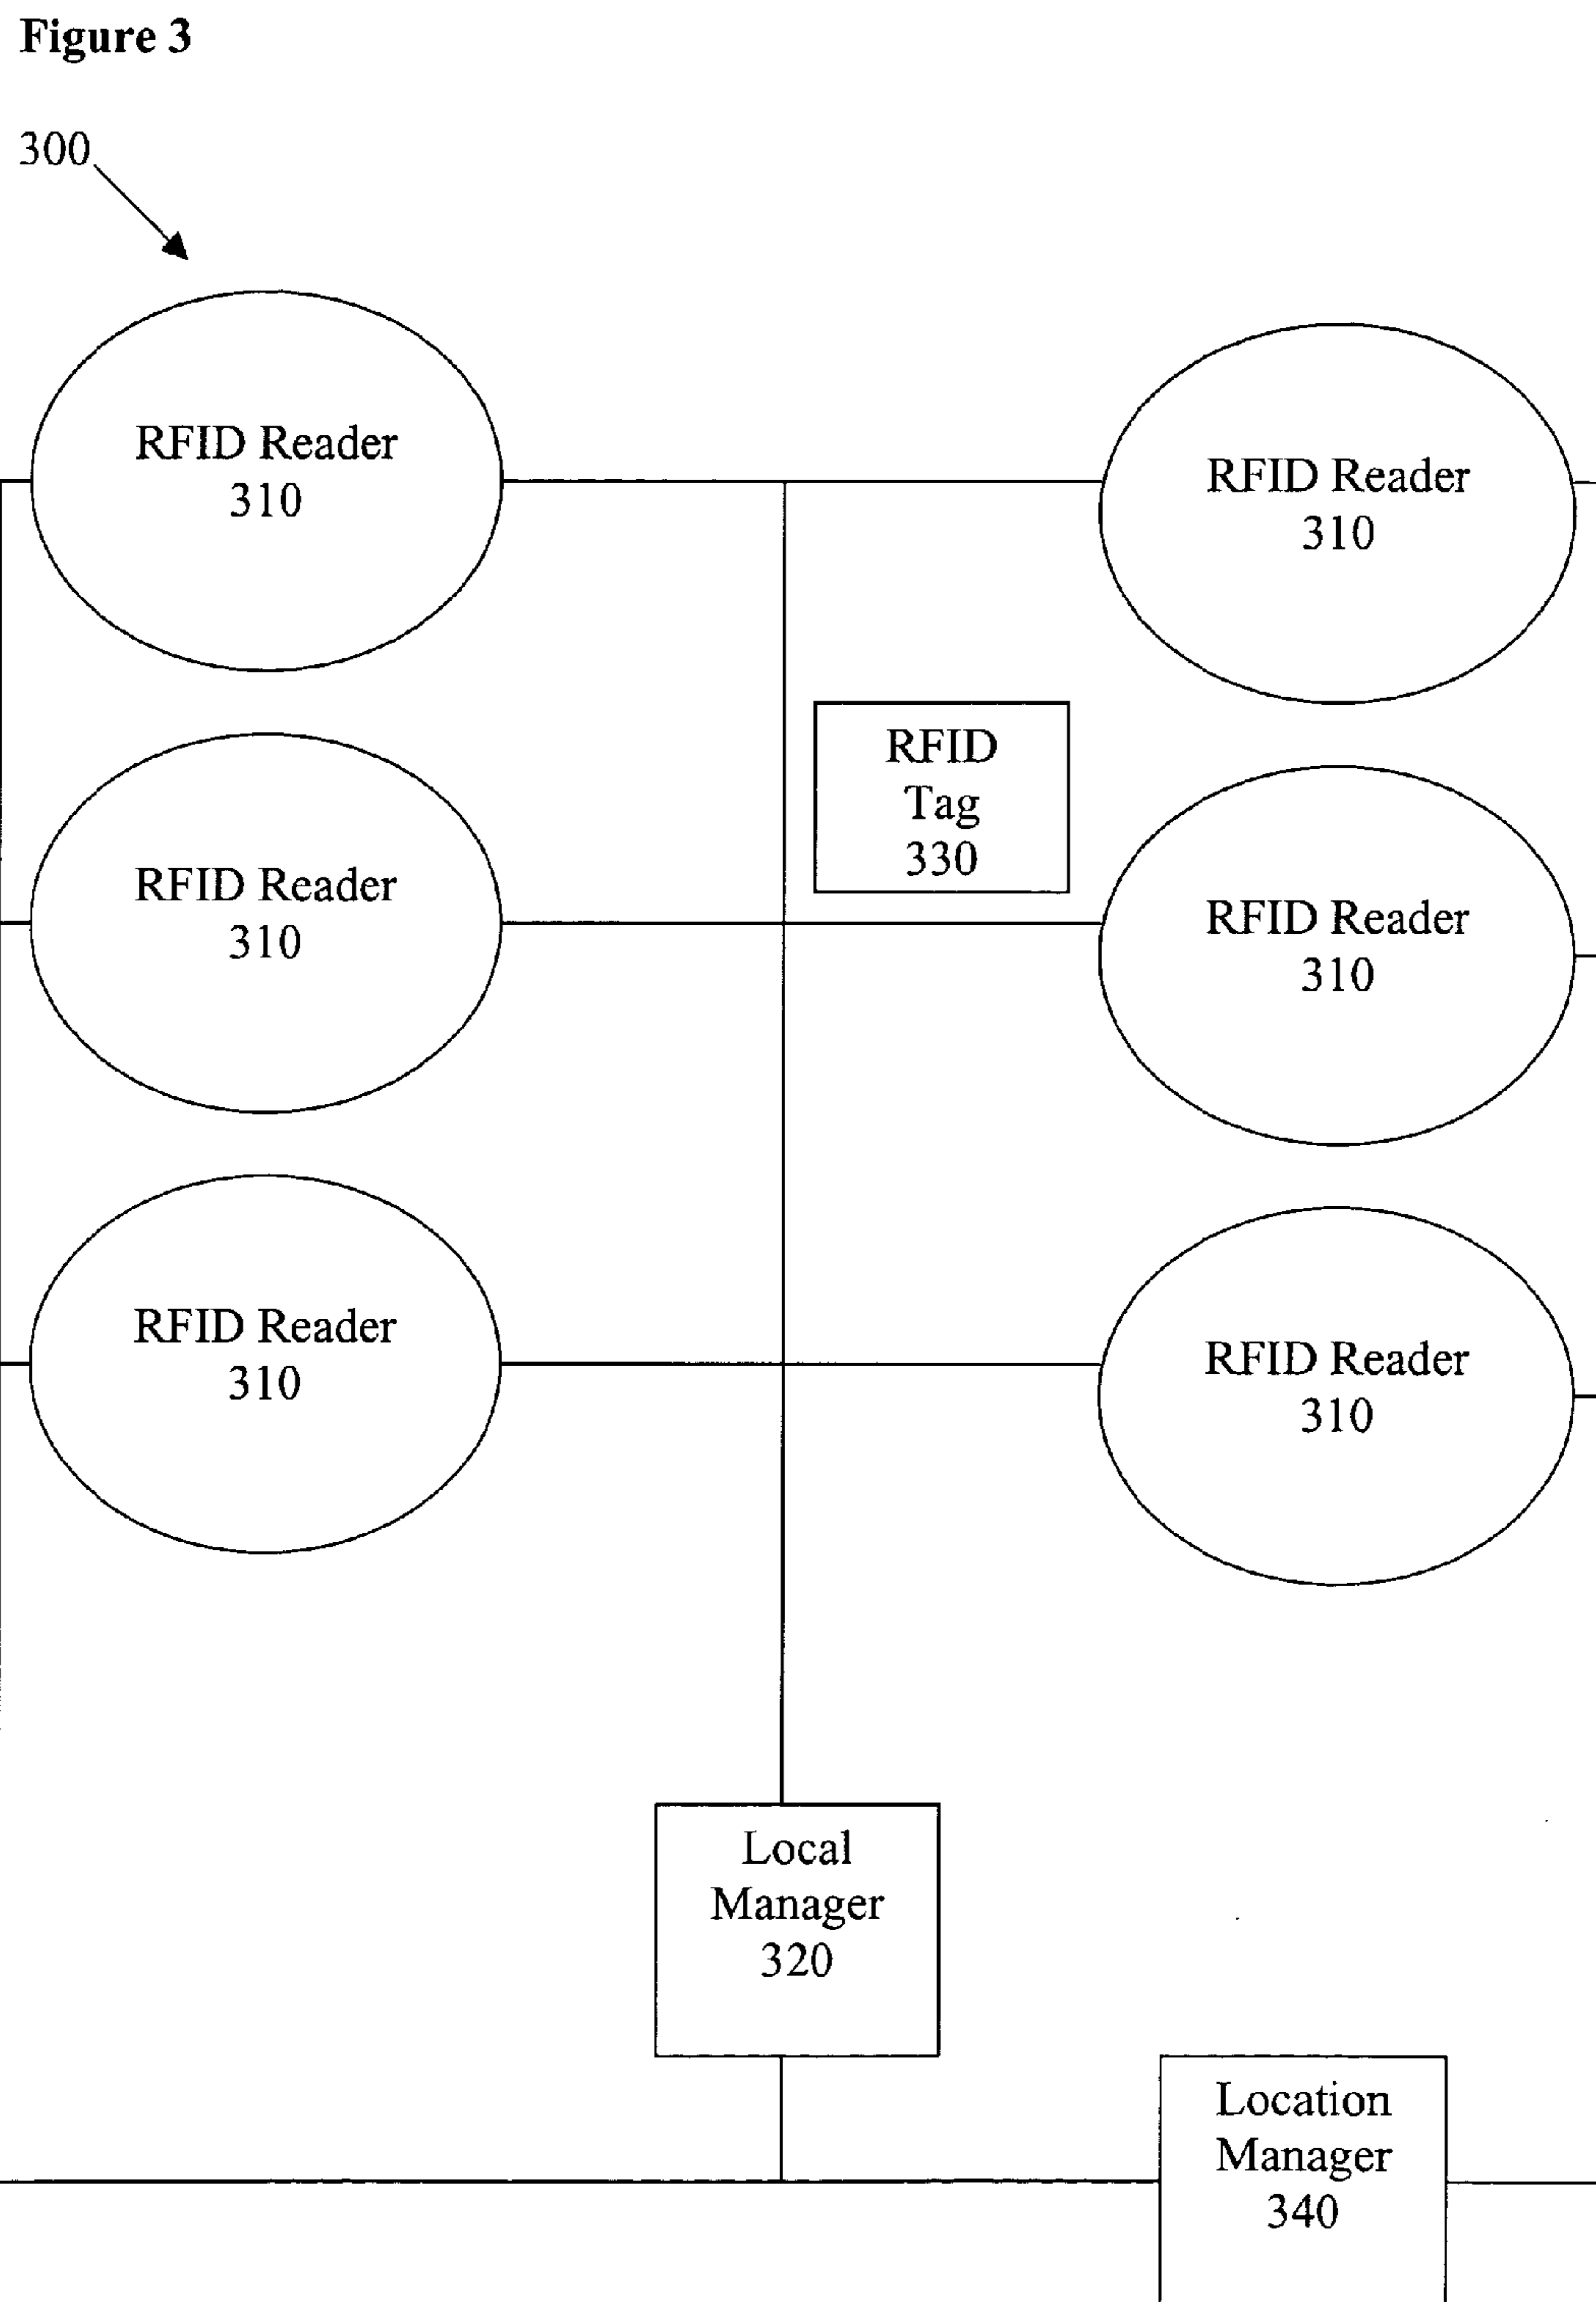 Figure 3
300
RFID Reader
310
RFID Reader
310
RFID
Tag
330
RFID Reader
310
RFID Reader
310
RFID Reader
310
RFID Reader
310
Local
Manager
320
Location
Manager
340